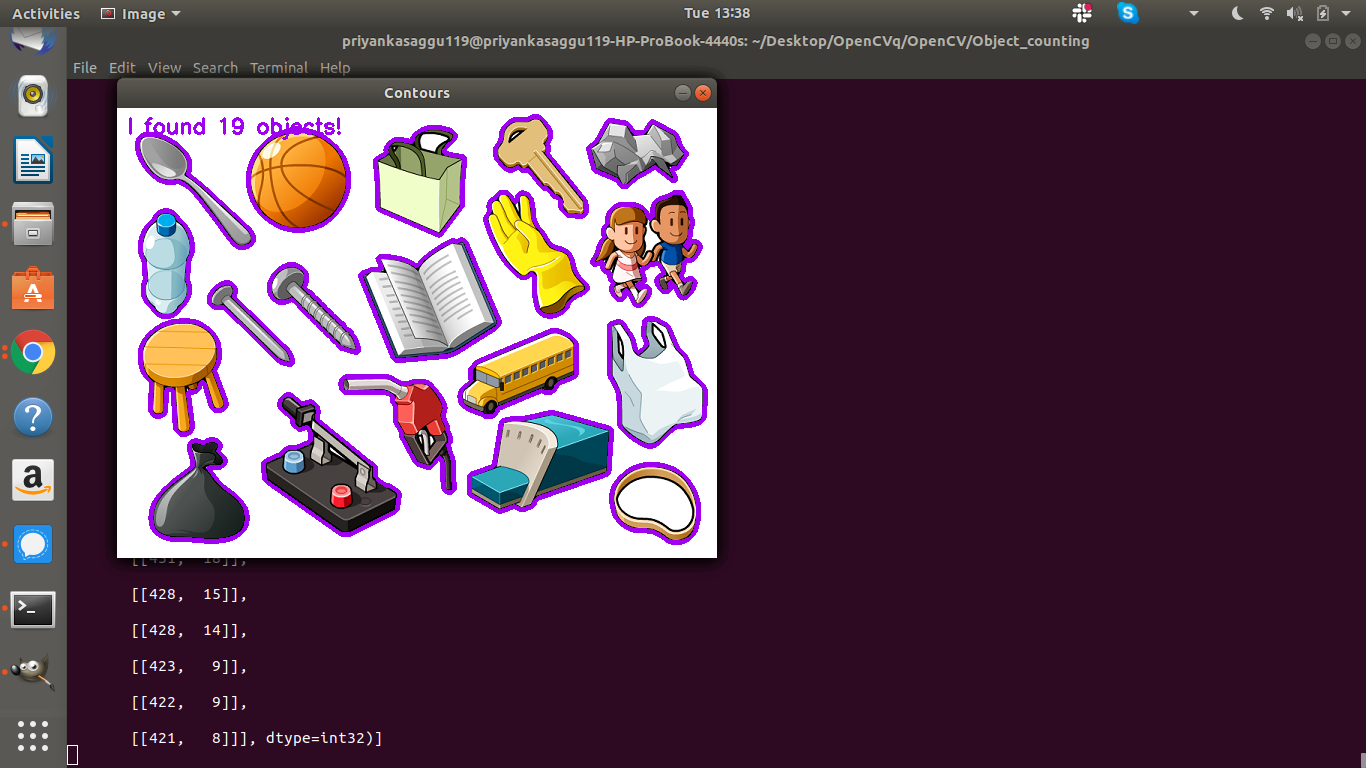 Activities Image Tue 13:38
priyankasaggu119@priyankasaggu119-HP-ProBook-4440s: ~/Desktop/OpenCVq/OpenCV/Object_counting
File Edit View Search Terminal Help
Contours
I found 19 objects!
[[428, 15]],
[[428, 14]],
[[423, 9]],
[[422, 9]],
[[421, 8]]], dtype=int32)]